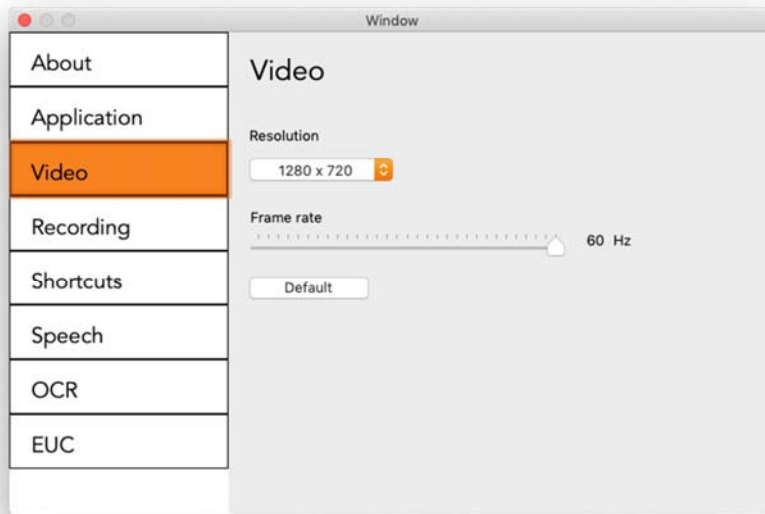 Window
About
Application
Video
Recording
Shortcuts
Speech
OCR
EUC
Video
Resolution
1280 x 720
Frame rate
60 Hz
Default